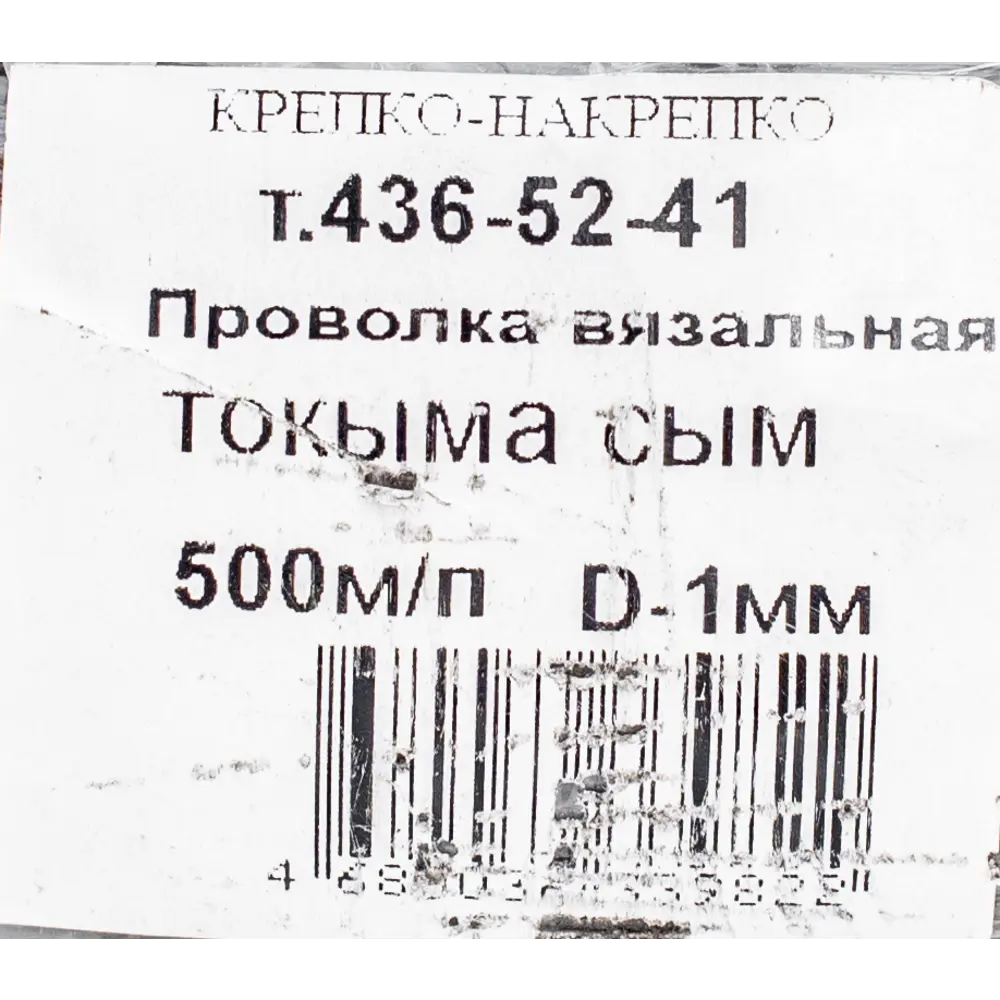 КРЕПКО-НАКРЕПКО
т.436-52-41
Проволка вязальная
токыма сым
500м/п D-1мм